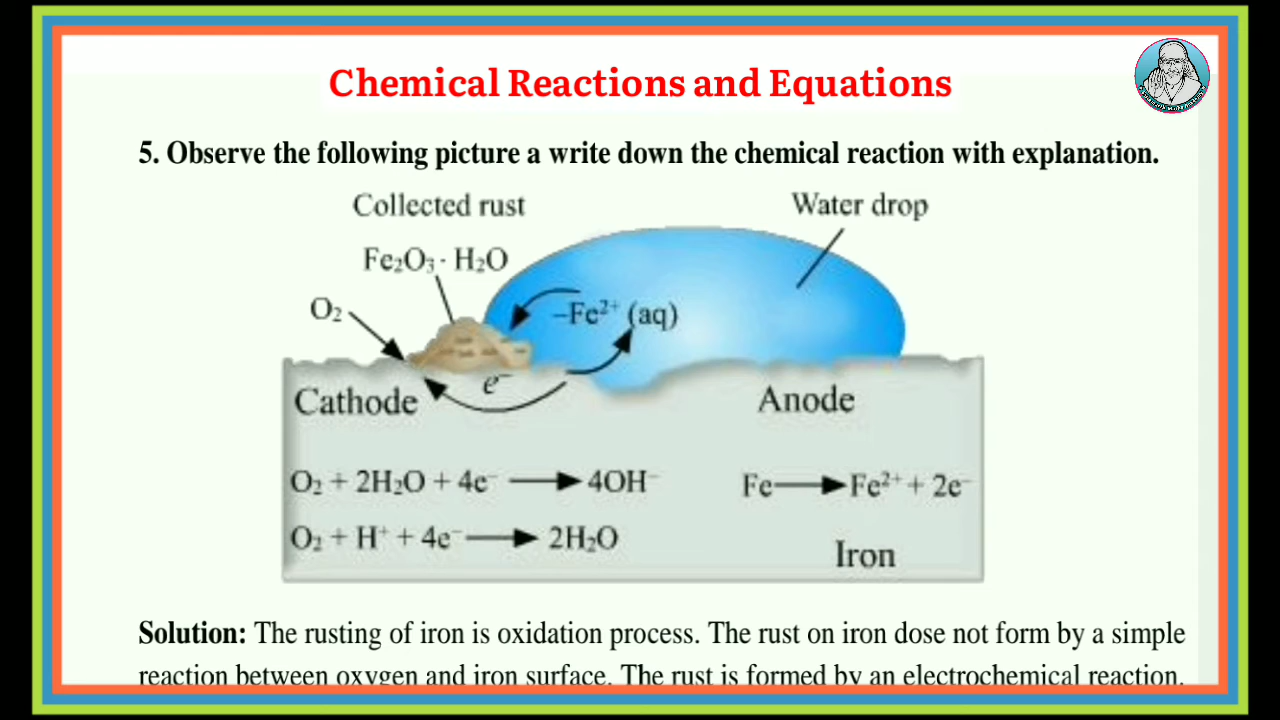 Chemical Reactions and Equations
5. Observe the following picture a write down the chemical reaction with explanation.
Collected rust
Water drop
Fe₂O₃ · H₂O
O₂
–Fe²⁺ (aq)
e⁻
Cathode
Anode
O₂ + 2H₂O + 4e⁻ ⟶ 4OH⁻
Fe ⟶ Fe²⁺ + 2e⁻
O₂ + H⁺ + 4e⁻ ⟶ 2H₂O
Iron
Solution: The rusting of iron is oxidation process. The rust on iron dose not form by a simple
reaction between oxygen and iron surface. The rust is formed by an electrochemical reaction.